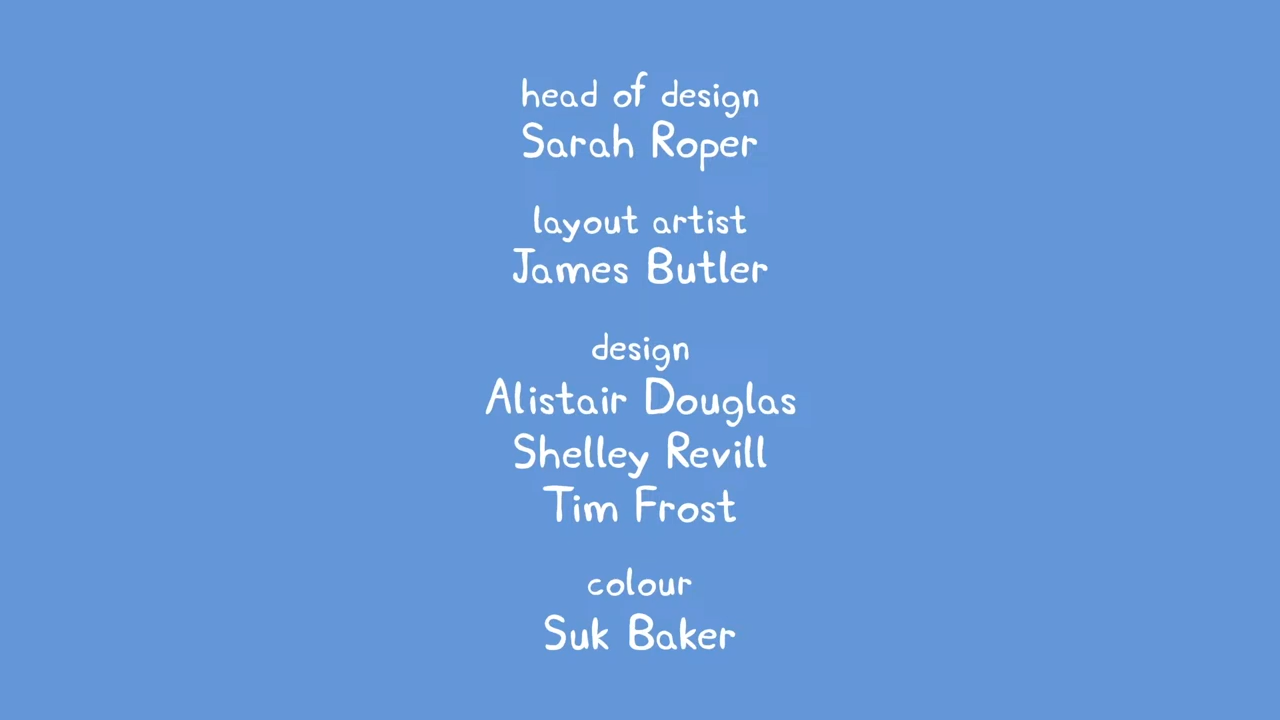 head of design
Sarah Roper
layout artist
James Butler
design
Alistair Douglas
Shelley Revill
Tim Frost
colour
Suk Baker